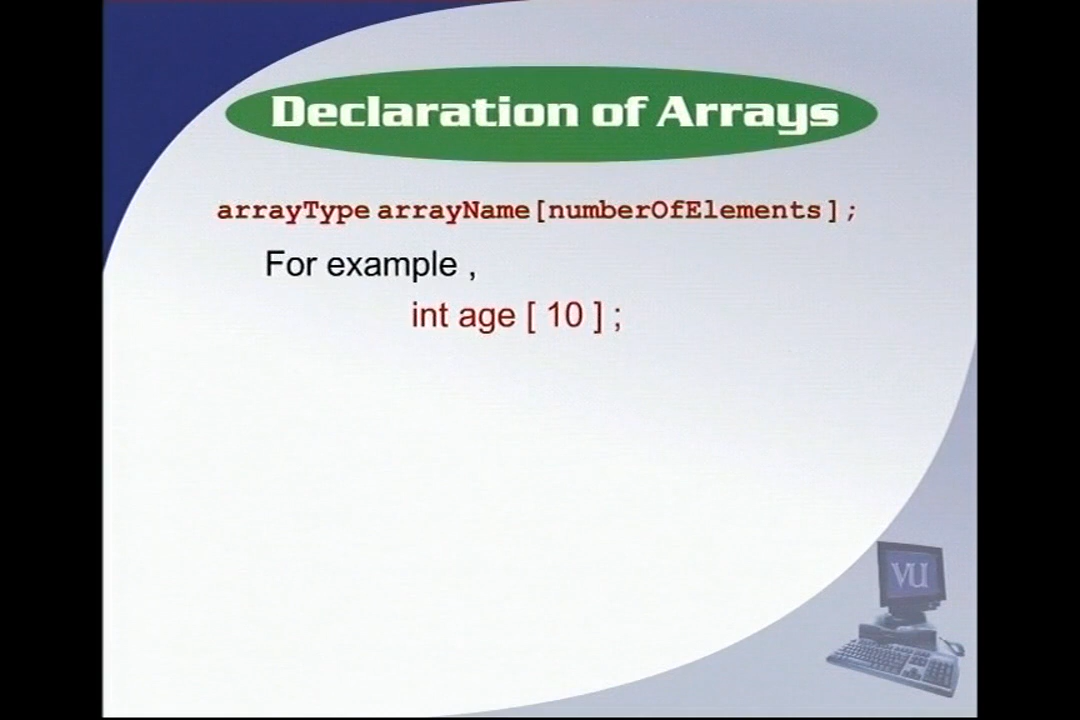 Declaration of Arrays
arrayType arrayName[numberOfElements];
For example ,
int age [ 10 ] ;
VU